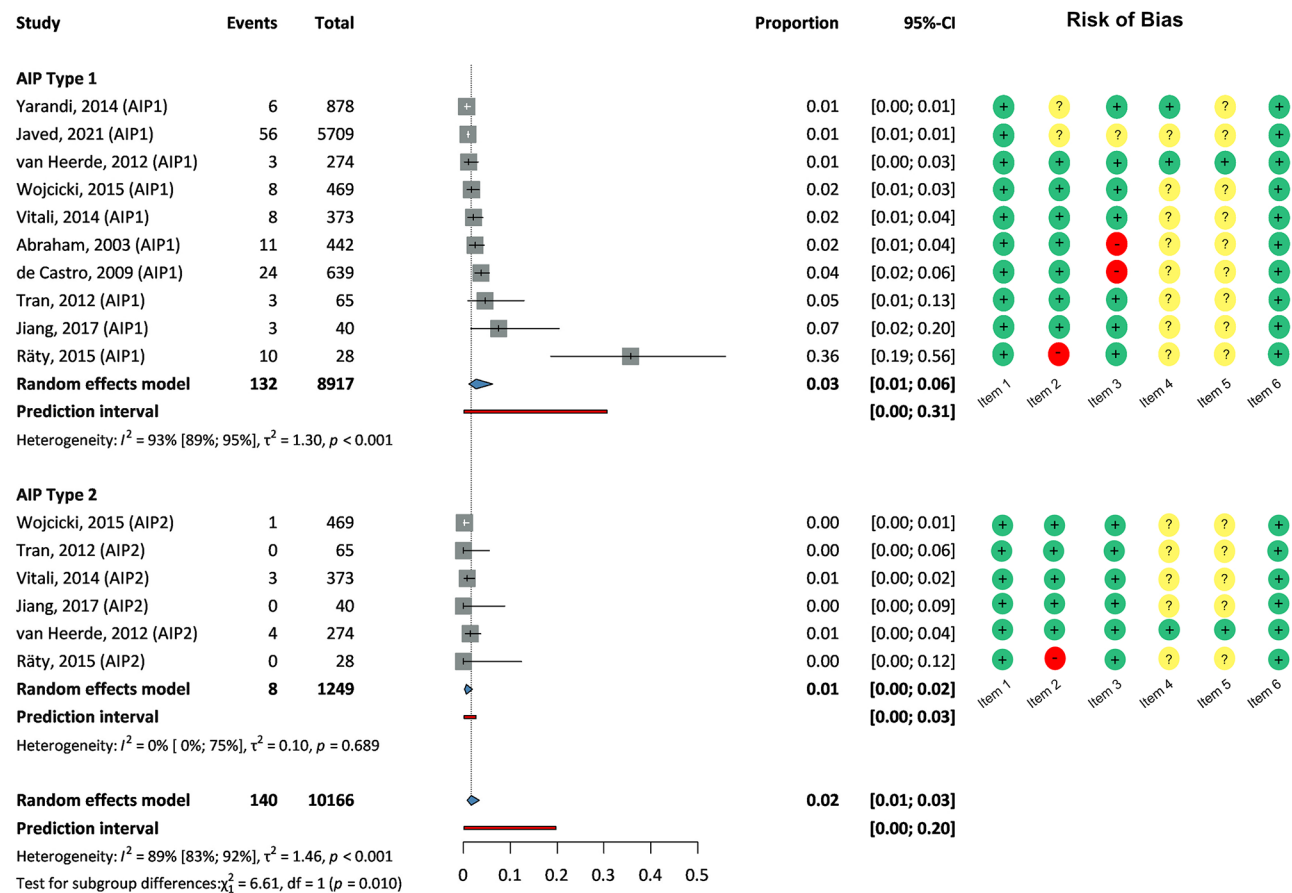 Study Events Total Proportion 95%-CI Risk of Bias
AIP Type 1
Yarandi, 2014 (AIP1) 6 878 0.01 [0.00; 0.01] + ? + + ? +
Javed, 2021 (AIP1) 56 5709 0.01 [0.01; 0.01] + ? ? ? ? +
van Heerde, 2012 (AIP1) 3 274 0.01 [0.00; 0.03] + + + + + +
Wojcicki, 2015 (AIP1) 8 469 0.02 [0.01; 0.03] + + + ? ? +
Vitali, 2014 (AIP1) 8 373 0.02 [0.01; 0.04] + + + ? ? +
Abraham, 2003 (AIP1) 11 442 0.02 [0.01; 0.04] + + - ? ? +
de Castro, 2009 (AIP1) 24 639 0.04 [0.02; 0.06] + + - ? ? +
Tran, 2012 (AIP1) 3 65 0.05 [0.01; 0.13] + + + ? ? +
Jiang, 2017 (AIP1) 3 40 0.07 [0.02; 0.20] + + + ? ? +
Räty, 2015 (AIP1) 10 28 0.36 [0.19; 0.56] + - + ? ? +
Random effects model 132 8917 0.03 [0.01; 0.06] Item 1 Item 2 Item 3 Item 4 Item 5 Item 6
Prediction interval [0.00; 0.31]
Heterogeneity: I² = 93% [89%; 95%], τ² = 1.30, p < 0.001
AIP Type 2
Wojcicki, 2015 (AIP2) 1 469 0.00 [0.00; 0.01] + + + ? ? +
Tran, 2012 (AIP2) 0 65 0.00 [0.00; 0.06] + + + ? ? +
Vitali, 2014 (AIP2) 3 373 0.01 [0.00; 0.02] + + + ? ? +
Jiang, 2017 (AIP2) 0 40 0.00 [0.00; 0.09] + + + ? ? +
van Heerde, 2012 (AIP2) 4 274 0.01 [0.00; 0.04] + + + + + +
Räty, 2015 (AIP2) 0 28 0.00 [0.00; 0.12] + - + ? ? +
Random effects model 8 1249 0.01 [0.00; 0.02] Item 1 Item 2 Item 3 Item 4 Item 5 Item 6
Prediction interval [0.00; 0.03]
Heterogeneity: I² = 0% [ 0%; 75%], τ² = 0.10, p = 0.689
Random effects model 140 10166 0.02 [0.01; 0.03]
Prediction interval [0.00; 0.20]
Heterogeneity: I² = 89% [83%; 92%], τ² = 1.46, p < 0.001
0 0.1 0.2 0.3 0.4 0.5
Test for subgroup differences:χ²₁ = 6.61, df = 1 (p = 0.010)